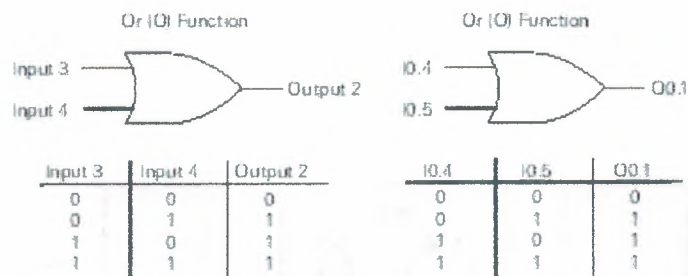 Or (O) Function
Input 3
Input 4
Output 2
Input 3 Input 4 Output 2
0 0 0
0 1 1
1 0 1
1 1 1
Or (O) Function
I0.4
I0.5
Q0.1
I0.4 I0.5 Q0.1
0 0 0
0 1 1
1 0 1
1 1 1